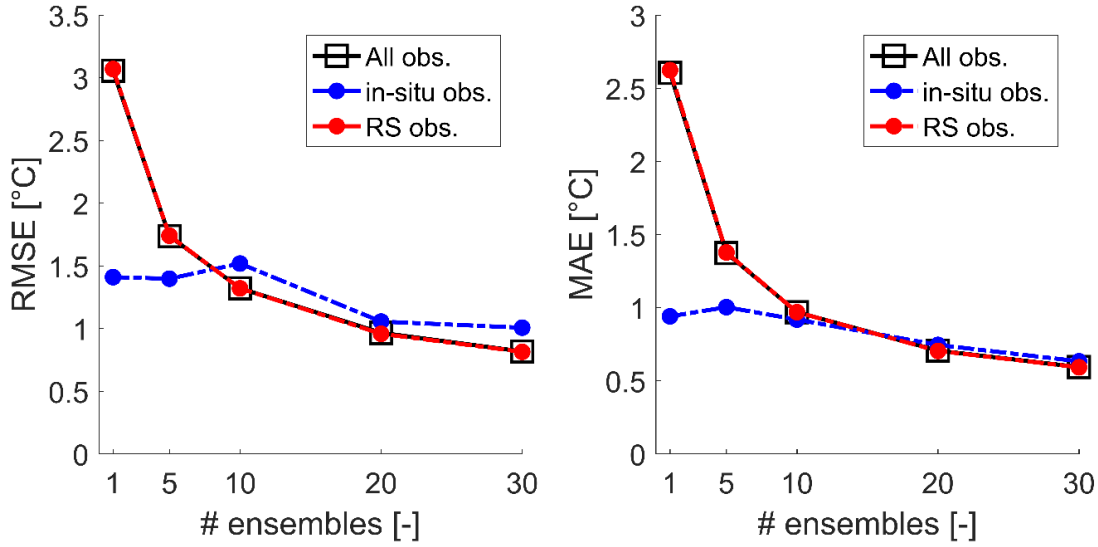 3.5
3
2.5
2
1.5
1
0.5
0
RMSE [°C]
All obs.
in-situ obs.
RS obs.
1 5 10 20 30
# ensembles [-]
3
2.5
2
1.5
1
0.5
0
MAE [°C]
All obs.
in-situ obs.
RS obs.
1 5 10 20 30
# ensembles [-]